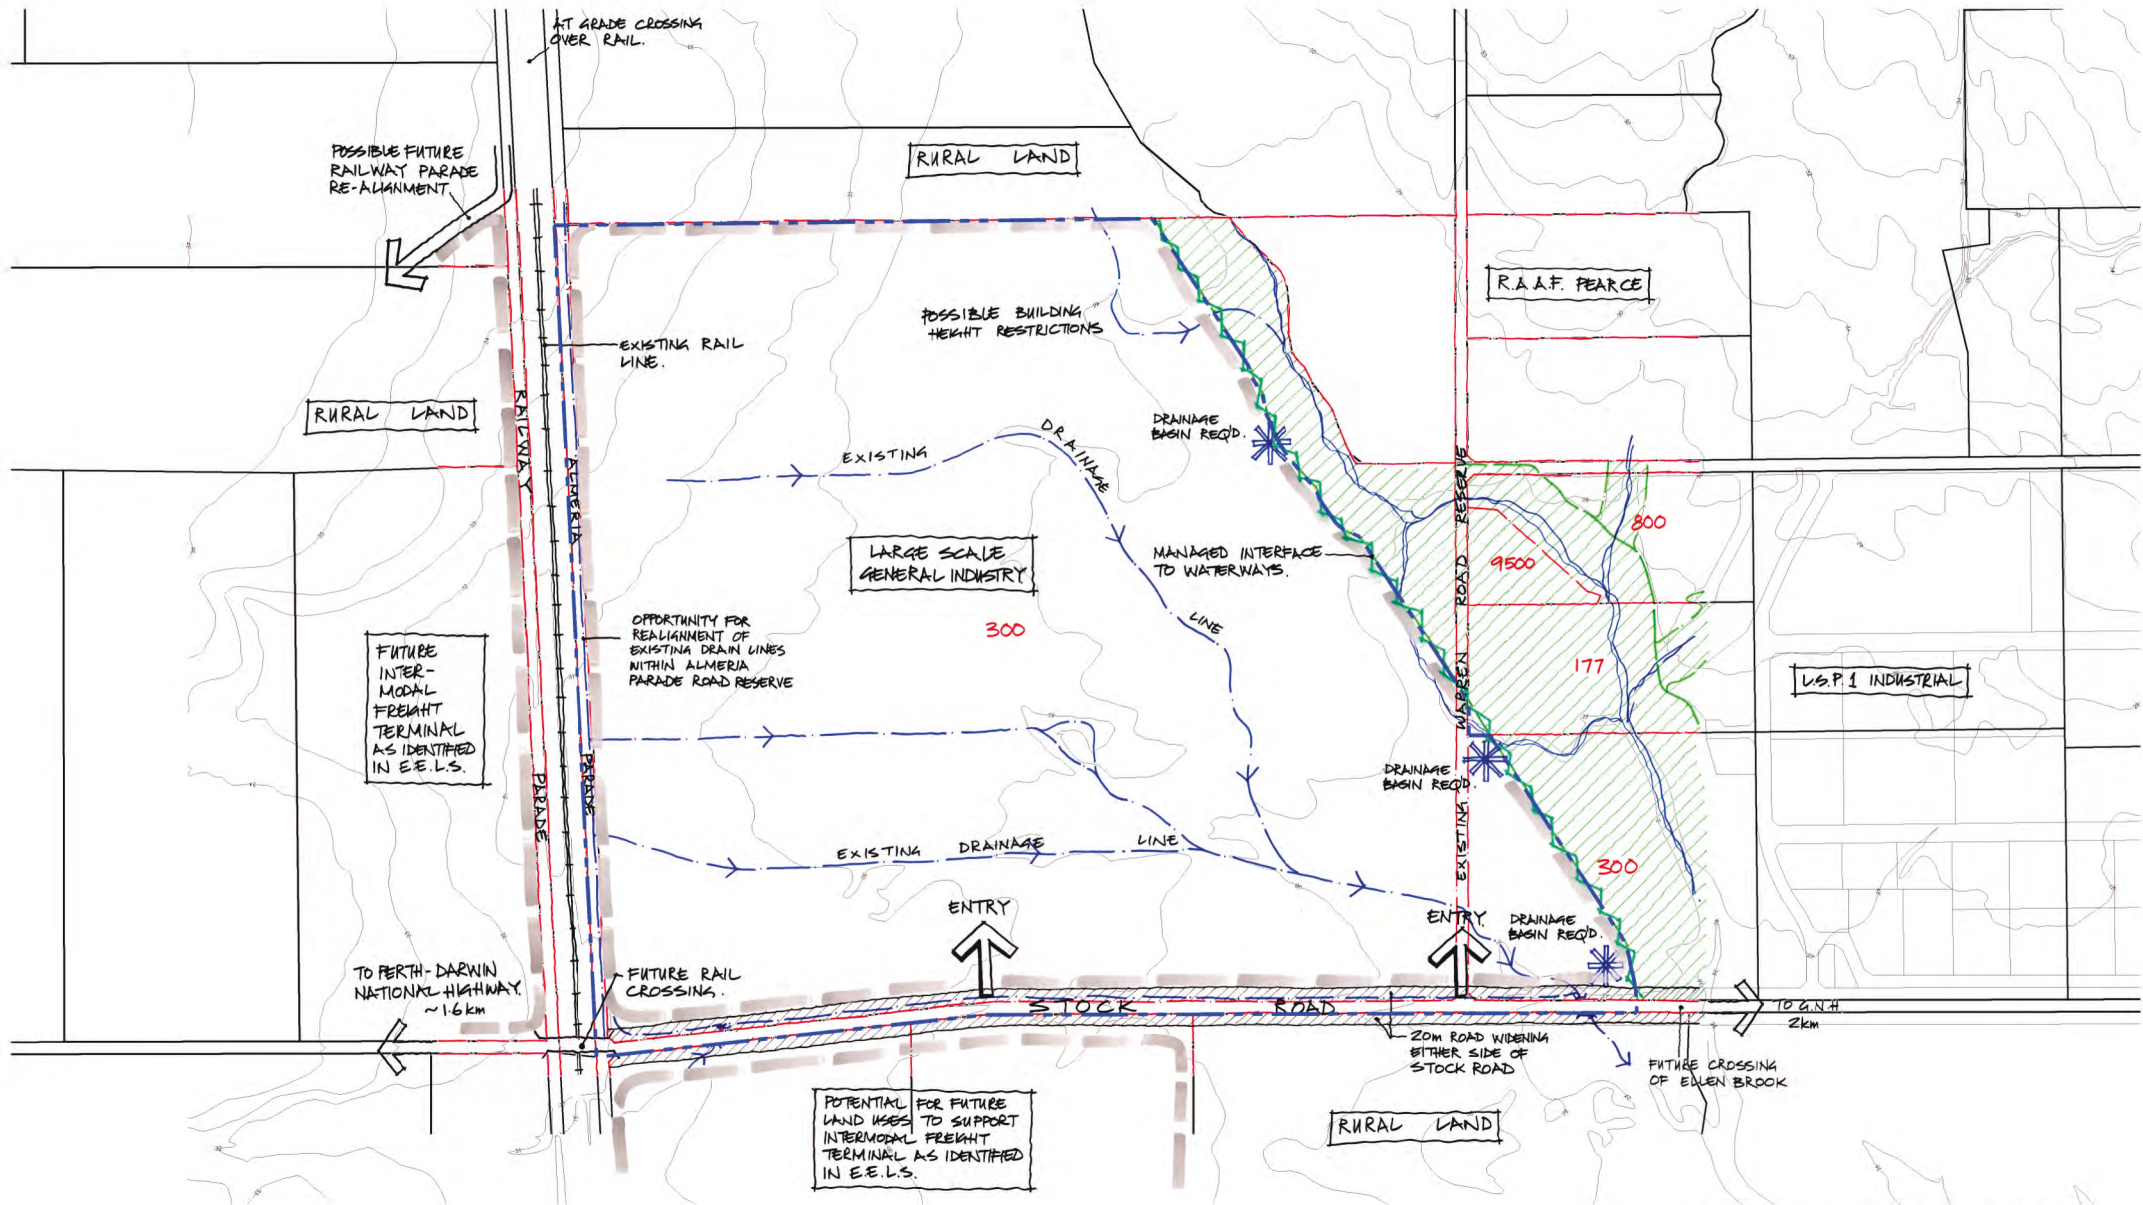 AT GRADE CROSSING
OVER RAIL.
POSSIBLE FUTURE
RAILWAY PARADE
RE-ALIGNMENT
RURAL LAND
R.A.A.F. PEARCE
POSSIBLE BUILDING
HEIGHT RESTRICTIONS
EXISTING RAIL
LINE.
RURAL LAND
RAILWAY
PARADE
ALMERIA
PARADE
DRAINAGE
BASIN REQ'D.
EXISTING
DRAINAGE
LINE
LARGE SCALE
GENERAL INDUSTRY
300
MANAGED INTERFACE
TO WATERWAYS.
800
9500
177
300
EXISTING WARREN ROAD RESERVE
L.S.P. 1 INDUSTRIAL
OPPORTUNITY FOR
REALIGNMENT OF
EXISTING DRAIN LINES
WITHIN ALMERIA
PARADE ROAD RESERVE
FUTURE
INTER-
MODAL
FREIGHT
TERMINAL
AS IDENTIFIED
IN E.E.L.S.
DRAINAGE
BASIN REQ'D.
EXISTING DRAINAGE LINE
ENTRY
ENTRY
DRAINAGE
BASIN REQ'D.
TO PERTH-DARWIN
NATIONAL HIGHWAY.
~1.6km
FUTURE RAIL
CROSSING.
STOCK ROAD
TO G.N.H
2km
20m ROAD WIDENING
EITHER SIDE OF
STOCK ROAD
FUTURE CROSSING
OF ELLEN BROOK
POTENTIAL FOR FUTURE
LAND USES TO SUPPORT
INTERMODAL FREIGHT
TERMINAL AS IDENTIFIED
IN E.E.L.S.
RURAL LAND